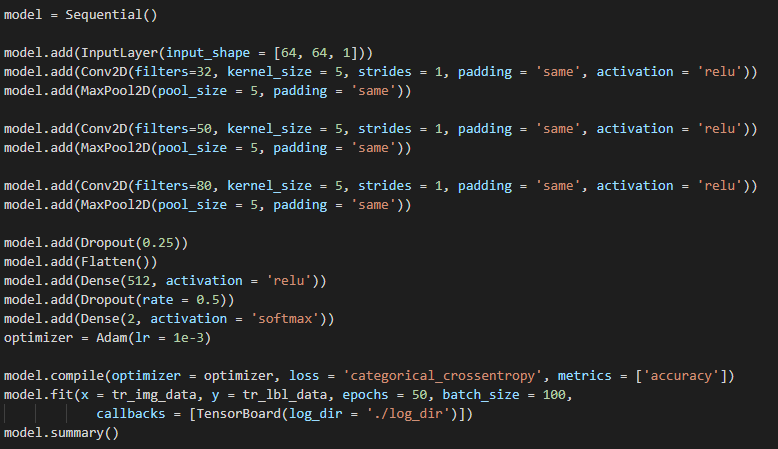 model = Sequential()
model.add(InputLayer(input_shape = [64, 64, 1]))
model.add(Conv2D(filters=32, kernel_size = 5, strides = 1, padding = 'same', activation = 'relu'))
model.add(MaxPool2D(pool_size = 5, padding = 'same'))
model.add(Conv2D(filters=50, kernel_size = 5, strides = 1, padding = 'same', activation = 'relu'))
model.add(MaxPool2D(pool_size = 5, padding = 'same'))
model.add(Conv2D(filters=80, kernel_size = 5, strides = 1, padding = 'same', activation = 'relu'))
model.add(MaxPool2D(pool_size = 5, padding = 'same'))
model.add(Dropout(0.25))
model.add(Flatten())
model.add(Dense(512, activation = 'relu'))
model.add(Dropout(rate = 0.5))
model.add(Dense(2, activation = 'softmax'))
optimizer = Adam(lr = 1e-3)
model.compile(optimizer = optimizer, loss = 'categorical_crossentropy', metrics = ['accuracy'])
model.fit(x = tr_img_data, y = tr_lbl_data, epochs = 50, batch_size = 100,
callbacks = [TensorBoard(log_dir = './log_dir')])
model.summary()